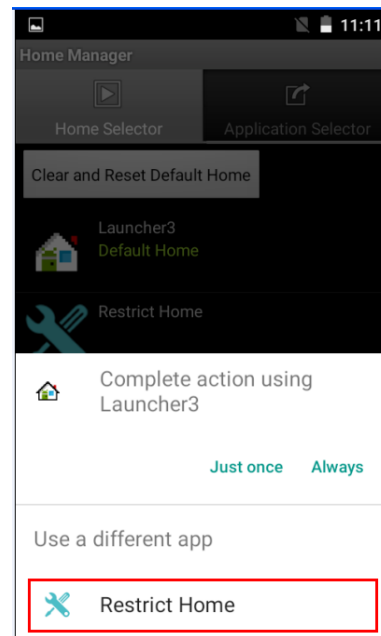 11:11
Home Manager
Home Selector
Application Selector
Clear and Reset Default Home
Launcher3
Default Home
Restrict Home
Complete action using
Launcher3
Just once
Always
Use a different app
Restrict Home